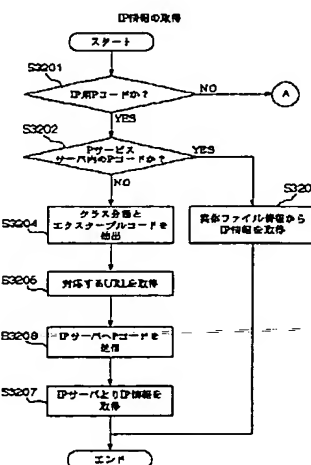 IP情報の取得
スタート
S3201
IP用Pコードか？
NO
A
YES
S3202
Pサービス
サーバ内のPコードか？
YES
NO
S320
S3204
クラス分類と
エクスターブルコードを
抽出
実体ファイル情報から
IP情報を取得
S3205
対応するURLを取得
S3206
IPサーバへPコードを
送信
S3207
IPサーバよりIP情報を
取得
エンド